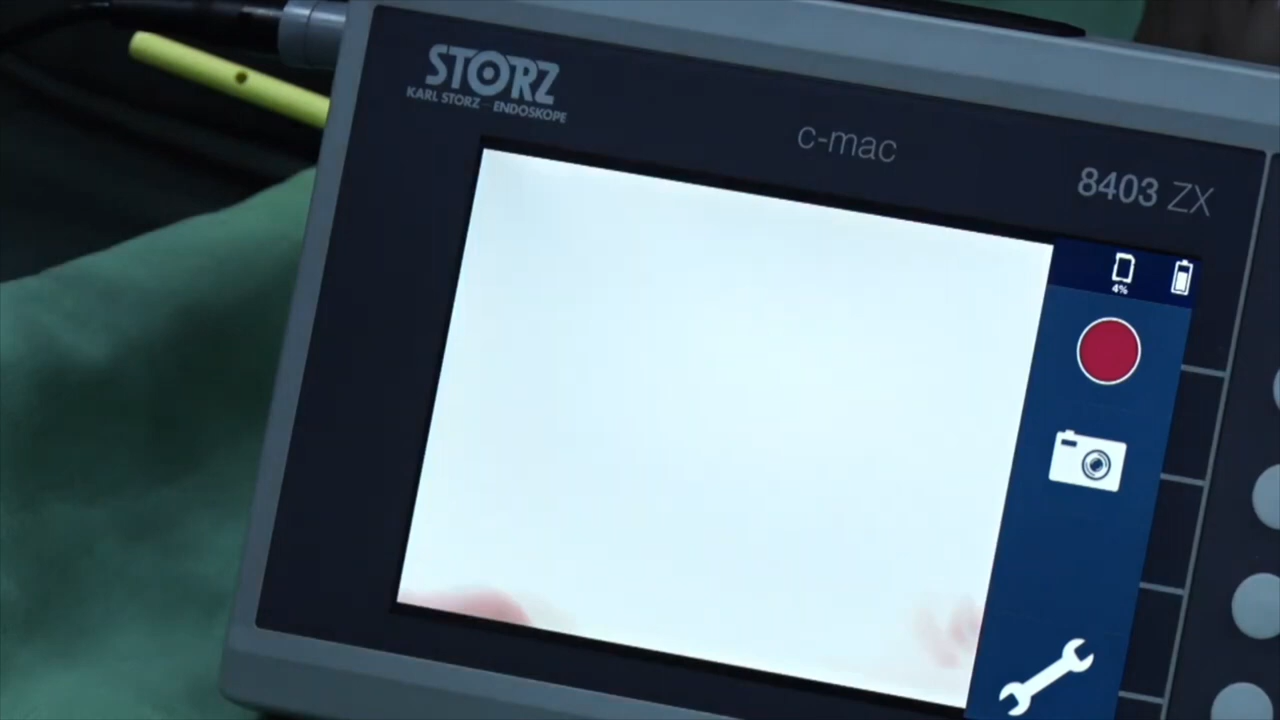 STORZ
KARL STORZ – ENDOSKOPE
c-mac
8403 ZX
4%